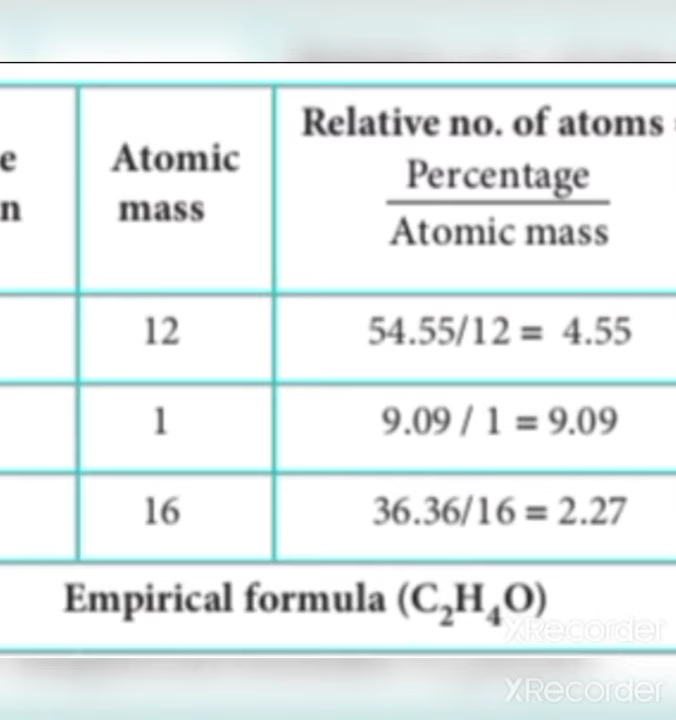 e
n
Atomic
mass
Relative no. of atoms =
Percentage
Atomic mass
12
54.55/12 = 4.55
1
9.09 / 1 = 9.09
16
36.36/16 = 2.27
Empirical formula (C₂H₄O)
XRecorder
XRecorder